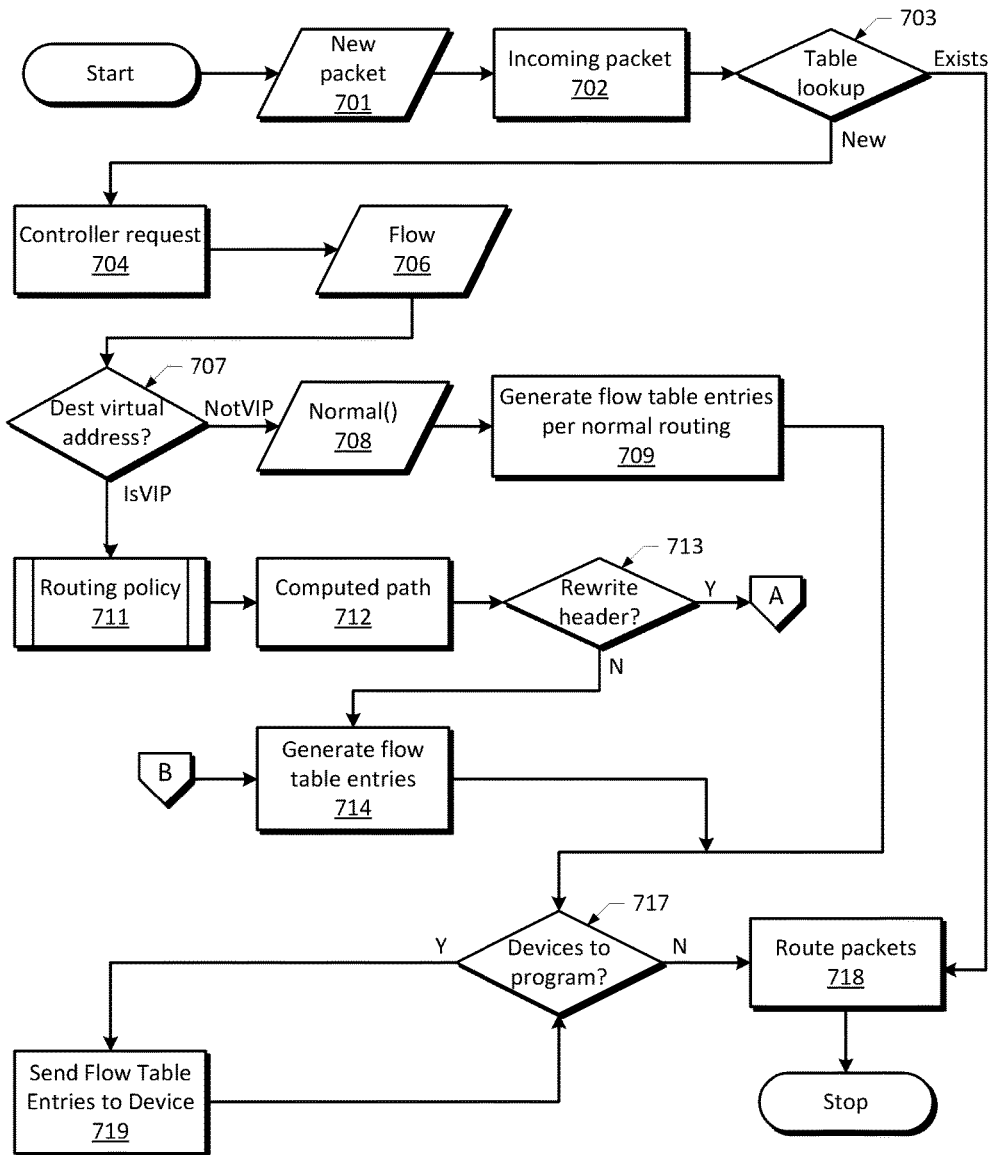 703
Start
New
packet
701
Incoming packet
702
Table
lookup
Exists
New
Controller request
704
Flow
706
707
Dest virtual
address?
NotVIP
Normal()
708
Generate flow table entries
per normal routing
709
IsVIP
713
Routing policy
711
Computed path
712
Rewrite
header?
Y
A
N
B
Generate flow
table entries
714
717
Y
Devices to
program?
N
Route packets
718
Send Flow Table
Entries to Device
719
Stop